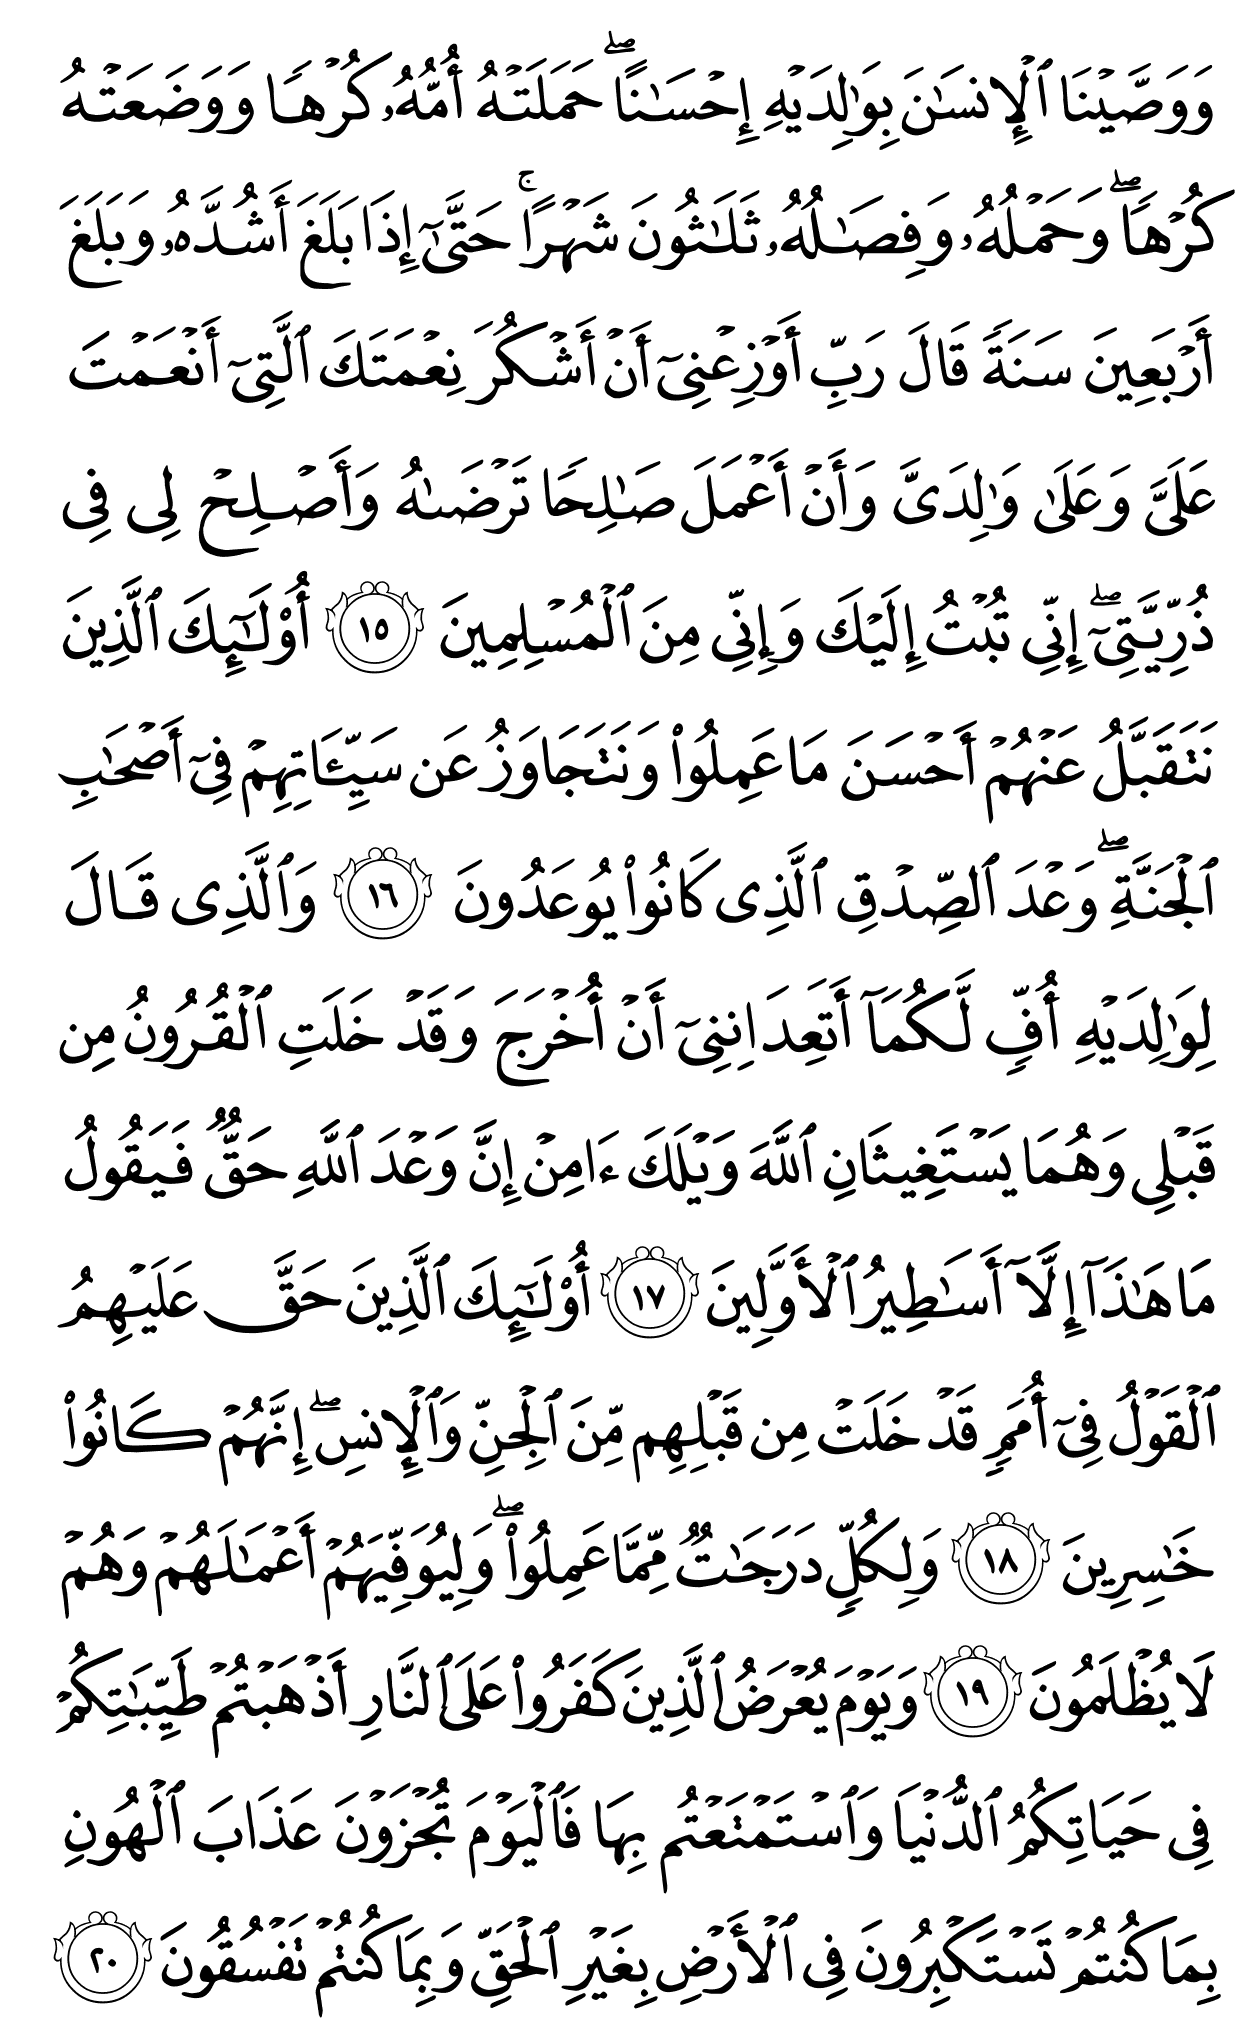 وَوَصَّيْنَا ٱلْإِنسَٰنَ بِوَٰلِدَيْهِ إِحْسَٰنًا ۖ حَمَلَتْهُ أُمُّهُۥ كُرْهًا وَوَضَعَتْهُ
كُرْهًا ۖ وَحَمْلُهُۥ وَفِصَٰلُهُۥ ثَلَٰثُونَ شَهْرًا ۚ حَتَّىٰٓ إِذَا بَلَغَ أَشُدَّهُۥ وَبَلَغَ
أَرْبَعِينَ سَنَةً قَالَ رَبِّ أَوْزِعْنِىٓ أَنْ أَشْكُرَ نِعْمَتَكَ ٱلَّتِىٓ أَنْعَمْتَ
عَلَىَّ وَعَلَىٰ وَٰلِدَىَّ وَأَنْ أَعْمَلَ صَٰلِحًا تَرْضَىٰهُ وَأَصْلِحْ لِى فِى
ذُرِّيَّتِىٓ ۖ إِنِّى تُبْتُ إِلَيْكَ وَإِنِّى مِنَ ٱلْمُسْلِمِينَ ١٥ أُو۟لَٰٓئِكَ ٱلَّذِينَ
نَتَقَبَّلُ عَنْهُمْ أَحْسَنَ مَا عَمِلُوا۟ وَنَتَجَاوَزُ عَن سَيِّـَٔاتِهِمْ فِىٓ أَصْحَٰبِ
ٱلْجَنَّةِ ۖ وَعْدَ ٱلصِّدْقِ ٱلَّذِى كَانُوا۟ يُوعَدُونَ ١٦ وَٱلَّذِى قَالَ
لِوَٰلِدَيْهِ أُفٍّ لَّكُمَآ أَتَعِدَانِنِىٓ أَنْ أُخْرَجَ وَقَدْ خَلَتِ ٱلْقُرُونُ مِن
قَبْلِى وَهُمَا يَسْتَغِيثَانِ ٱللَّهَ وَيْلَكَ ءَامِنْ إِنَّ وَعْدَ ٱللَّهِ حَقٌّ فَيَقُولُ
مَا هَٰذَآ إِلَّآ أَسَٰطِيرُ ٱلْأَوَّلِينَ ١٧ أُو۟لَٰٓئِكَ ٱلَّذِينَ حَقَّ عَلَيْهِمُ
ٱلْقَوْلُ فِىٓ أُمَمٍ قَدْ خَلَتْ مِن قَبْلِهِم مِّنَ ٱلْجِنِّ وَٱلْإِنسِ ۖ إِنَّهُمْ كَانُوا۟
خَٰسِرِينَ ١٨ وَلِكُلٍّ دَرَجَٰتٌ مِّمَّا عَمِلُوا۟ ۖ وَلِيُوَفِّيَهُمْ أَعْمَٰلَهُمْ وَهُمْ
لَا يُظْلَمُونَ ١٩ وَيَوْمَ يُعْرَضُ ٱلَّذِينَ كَفَرُوا۟ عَلَى ٱلنَّارِ أَذْهَبْتُمْ طَيِّبَٰتِكُمْ
فِى حَيَاتِكُمُ ٱلدُّنْيَا وَٱسْتَمْتَعْتُم بِهَا فَٱلْيَوْمَ تُجْزَوْنَ عَذَابَ ٱلْهُونِ
بِمَا كُنتُمْ تَسْتَكْبِرُونَ فِى ٱلْأَرْضِ بِغَيْرِ ٱلْحَقِّ وَبِمَا كُنتُمْ تَفْسُقُونَ ٢٠